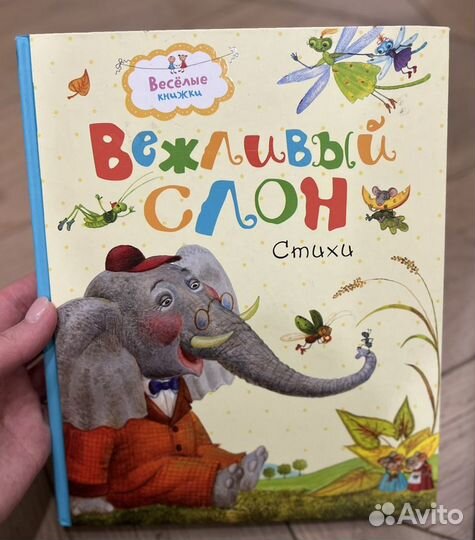 Весёлые
книжки
Вежливый
слон
Стихи
Avito